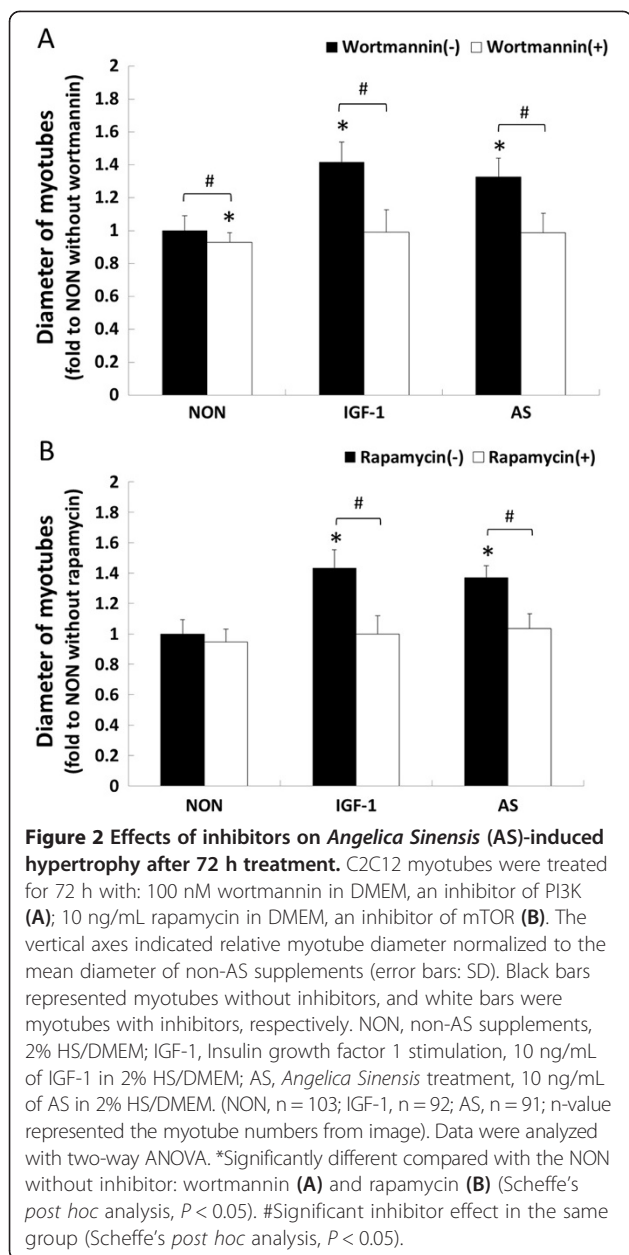 A
■Wortmannin(-) □Wortmannin(+)
Diameter of myotubes
(fold to NON without wortmannin)
2
1.8
1.6
1.4
1.2
1
0.8
0.6
0.4
0.2
0
#
*
*
#
*
#
NON IGF-1 AS
B
■Rapamycin(-) □Rapamycin(+)
Diameter of myotubes
(fold to NON without rapamycin)
2
1.8
1.6
1.4
1.2
1
0.8
0.6
0.4
0.2
0
*
#
*
#
NON IGF-1 AS
Figure 2 Effects of inhibitors on Angelica Sinensis (AS)-induced
hypertrophy after 72 h treatment. C2C12 myotubes were treated
for 72 h with: 100 nM wortmannin in DMEM, an inhibitor of PI3K
(A); 10 ng/mL rapamycin in DMEM, an inhibitor of mTOR (B). The
vertical axes indicated relative myotube diameter normalized to the
mean diameter of non-AS supplements (error bars: SD). Black bars
represented myotubes without inhibitors, and white bars were
myotubes with inhibitors, respectively. NON, non-AS supplements,
2% HS/DMEM; IGF-1, Insulin growth factor 1 stimulation, 10 ng/mL
of IGF-1 in 2% HS/DMEM; AS, Angelica Sinensis treatment, 10 ng/mL
of AS in 2% HS/DMEM. (NON, n = 103; IGF-1, n = 92; AS, n = 91; n-value
represented the myotube numbers from image). Data were analyzed
with two-way ANOVA. *Significantly different compared with the NON
without inhibitor: wortmannin (A) and rapamycin (B) (Scheffe's
post hoc analysis, P < 0.05). #Significant inhibitor effect in the same
group (Scheffe's post hoc analysis, P < 0.05).